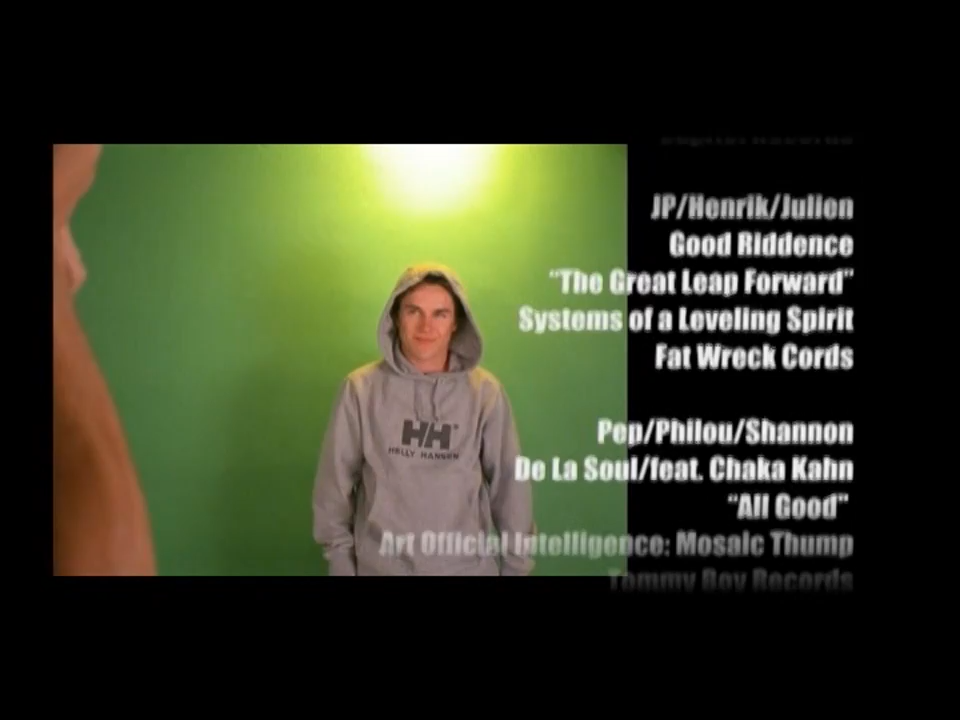 JP/Henrik/Julien
Good Riddence
“The Great Leap Forward”
Systems of a Leveling Spirit
Fat Wreck Cords
Pep/Philou/Shannon
De La Soul/feat. Chaka Kahn
“All Good”
Art Official Intelligence: Mosaic Thump
Tommy Boy Records
HH
HELLY HANSEN